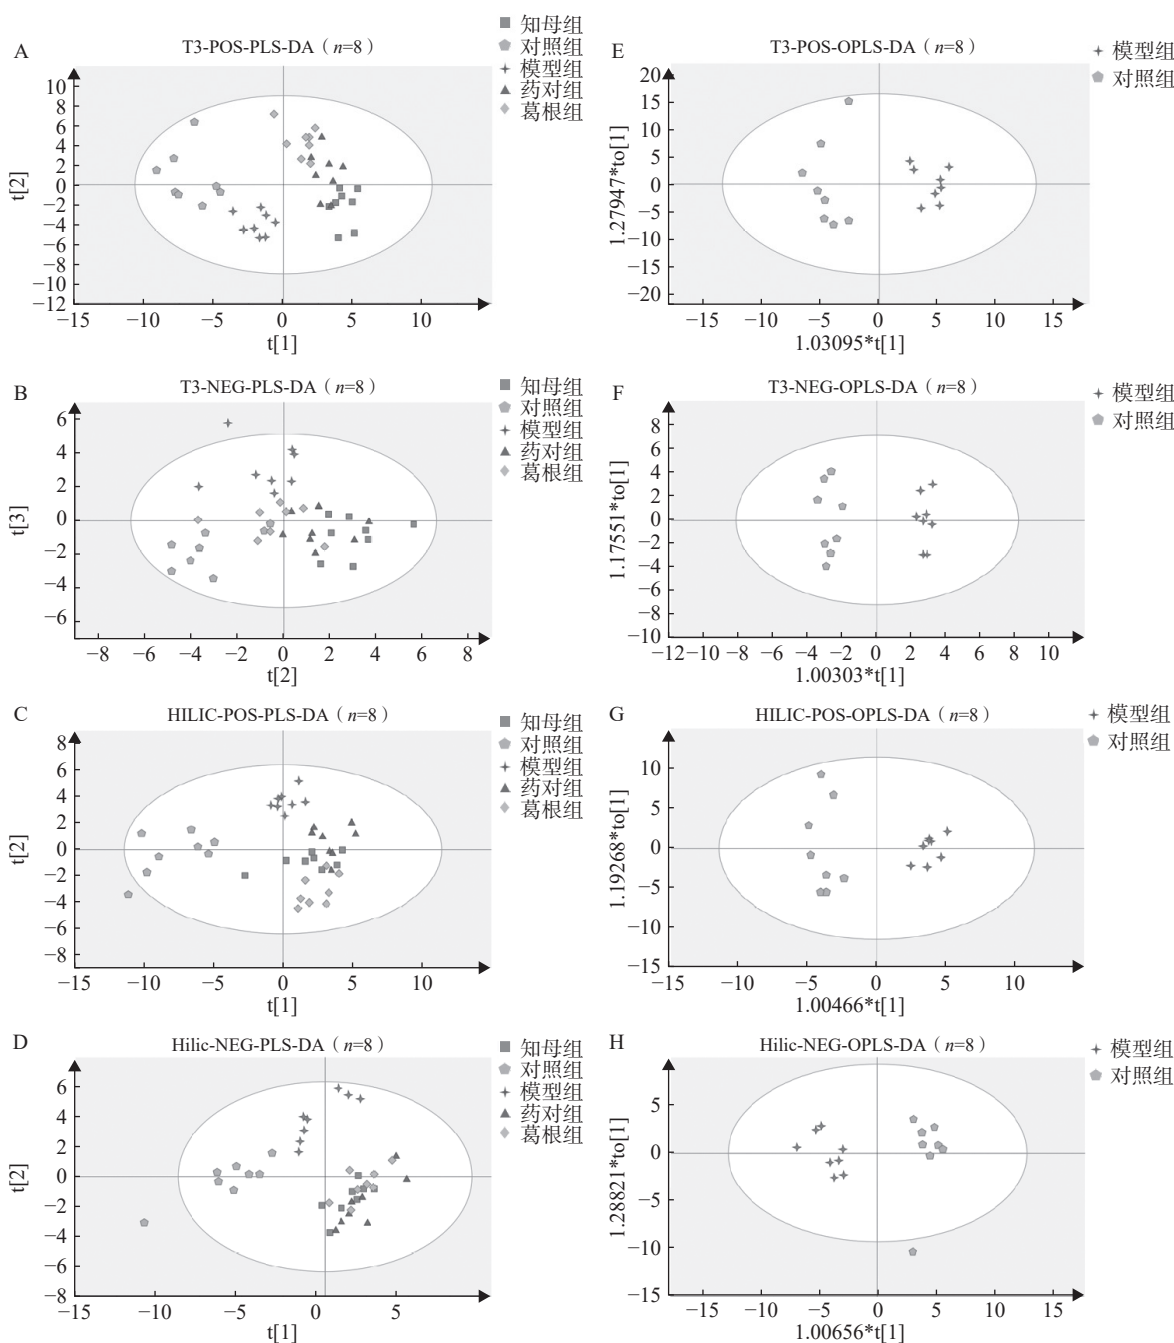 A
T3-POS-PLS-DA（n=8）
知母组
对照组
模型组
药对组
葛根组
10
8
6
4
2
0
−2
−4
−6
−8
−10
−12
t[2]
−15 −10 −5 0 5 10
t[1]
E
T3-POS-OPLS-DA（n=8）
模型组
对照组
20
15
10
5
0
−5
−10
−15
−20
1.27947*to[1]
−15 −10 −5 0 5 10 15
1.03095*t[1]
B
T3-NEG-PLS-DA（n=8）
知母组
对照组
模型组
药对组
葛根组
6
4
2
0
−2
−4
−6
t[3]
−8 −6 −4 −2 0 2 4 6 8
t[2]
F
T3-NEG-OPLS-DA（n=8）
模型组
对照组
8
6
4
2
0
−2
−4
−6
−8
−10
1.17551*to[1]
−12 −10 −8 −6 −4 −2 0 2 4 6 8 10
1.00303*t[1]
C
HILIC-POS-PLS-DA（n=8）
知母组
对照组
模型组
药对组
葛根组
8
6
4
2
0
−2
−4
−6
−8
t[2]
−15 −10 −5 0 5 10
t[1]
G
HILIC-POS-OPLS-DA（n=8）
模型组
对照组
10
5
0
−5
−10
−15
1.19268*to[1]
−15 −10 −5 0 5 10
1.00466*t[1]
D
Hilic-NEG-PLS-DA（n=8）
知母组
对照组
模型组
药对组
葛根组
6
4
2
0
−2
−4
−6
−8
t[2]
−15 −10 −5 0 5
t[1]
H
Hilic-NEG-OPLS-DA（n=8）
模型组
对照组
5
0
−5
−10
−15
1.28821*to[1]
−15 −10 −5 0 5 10 15
1.00656*t[1]